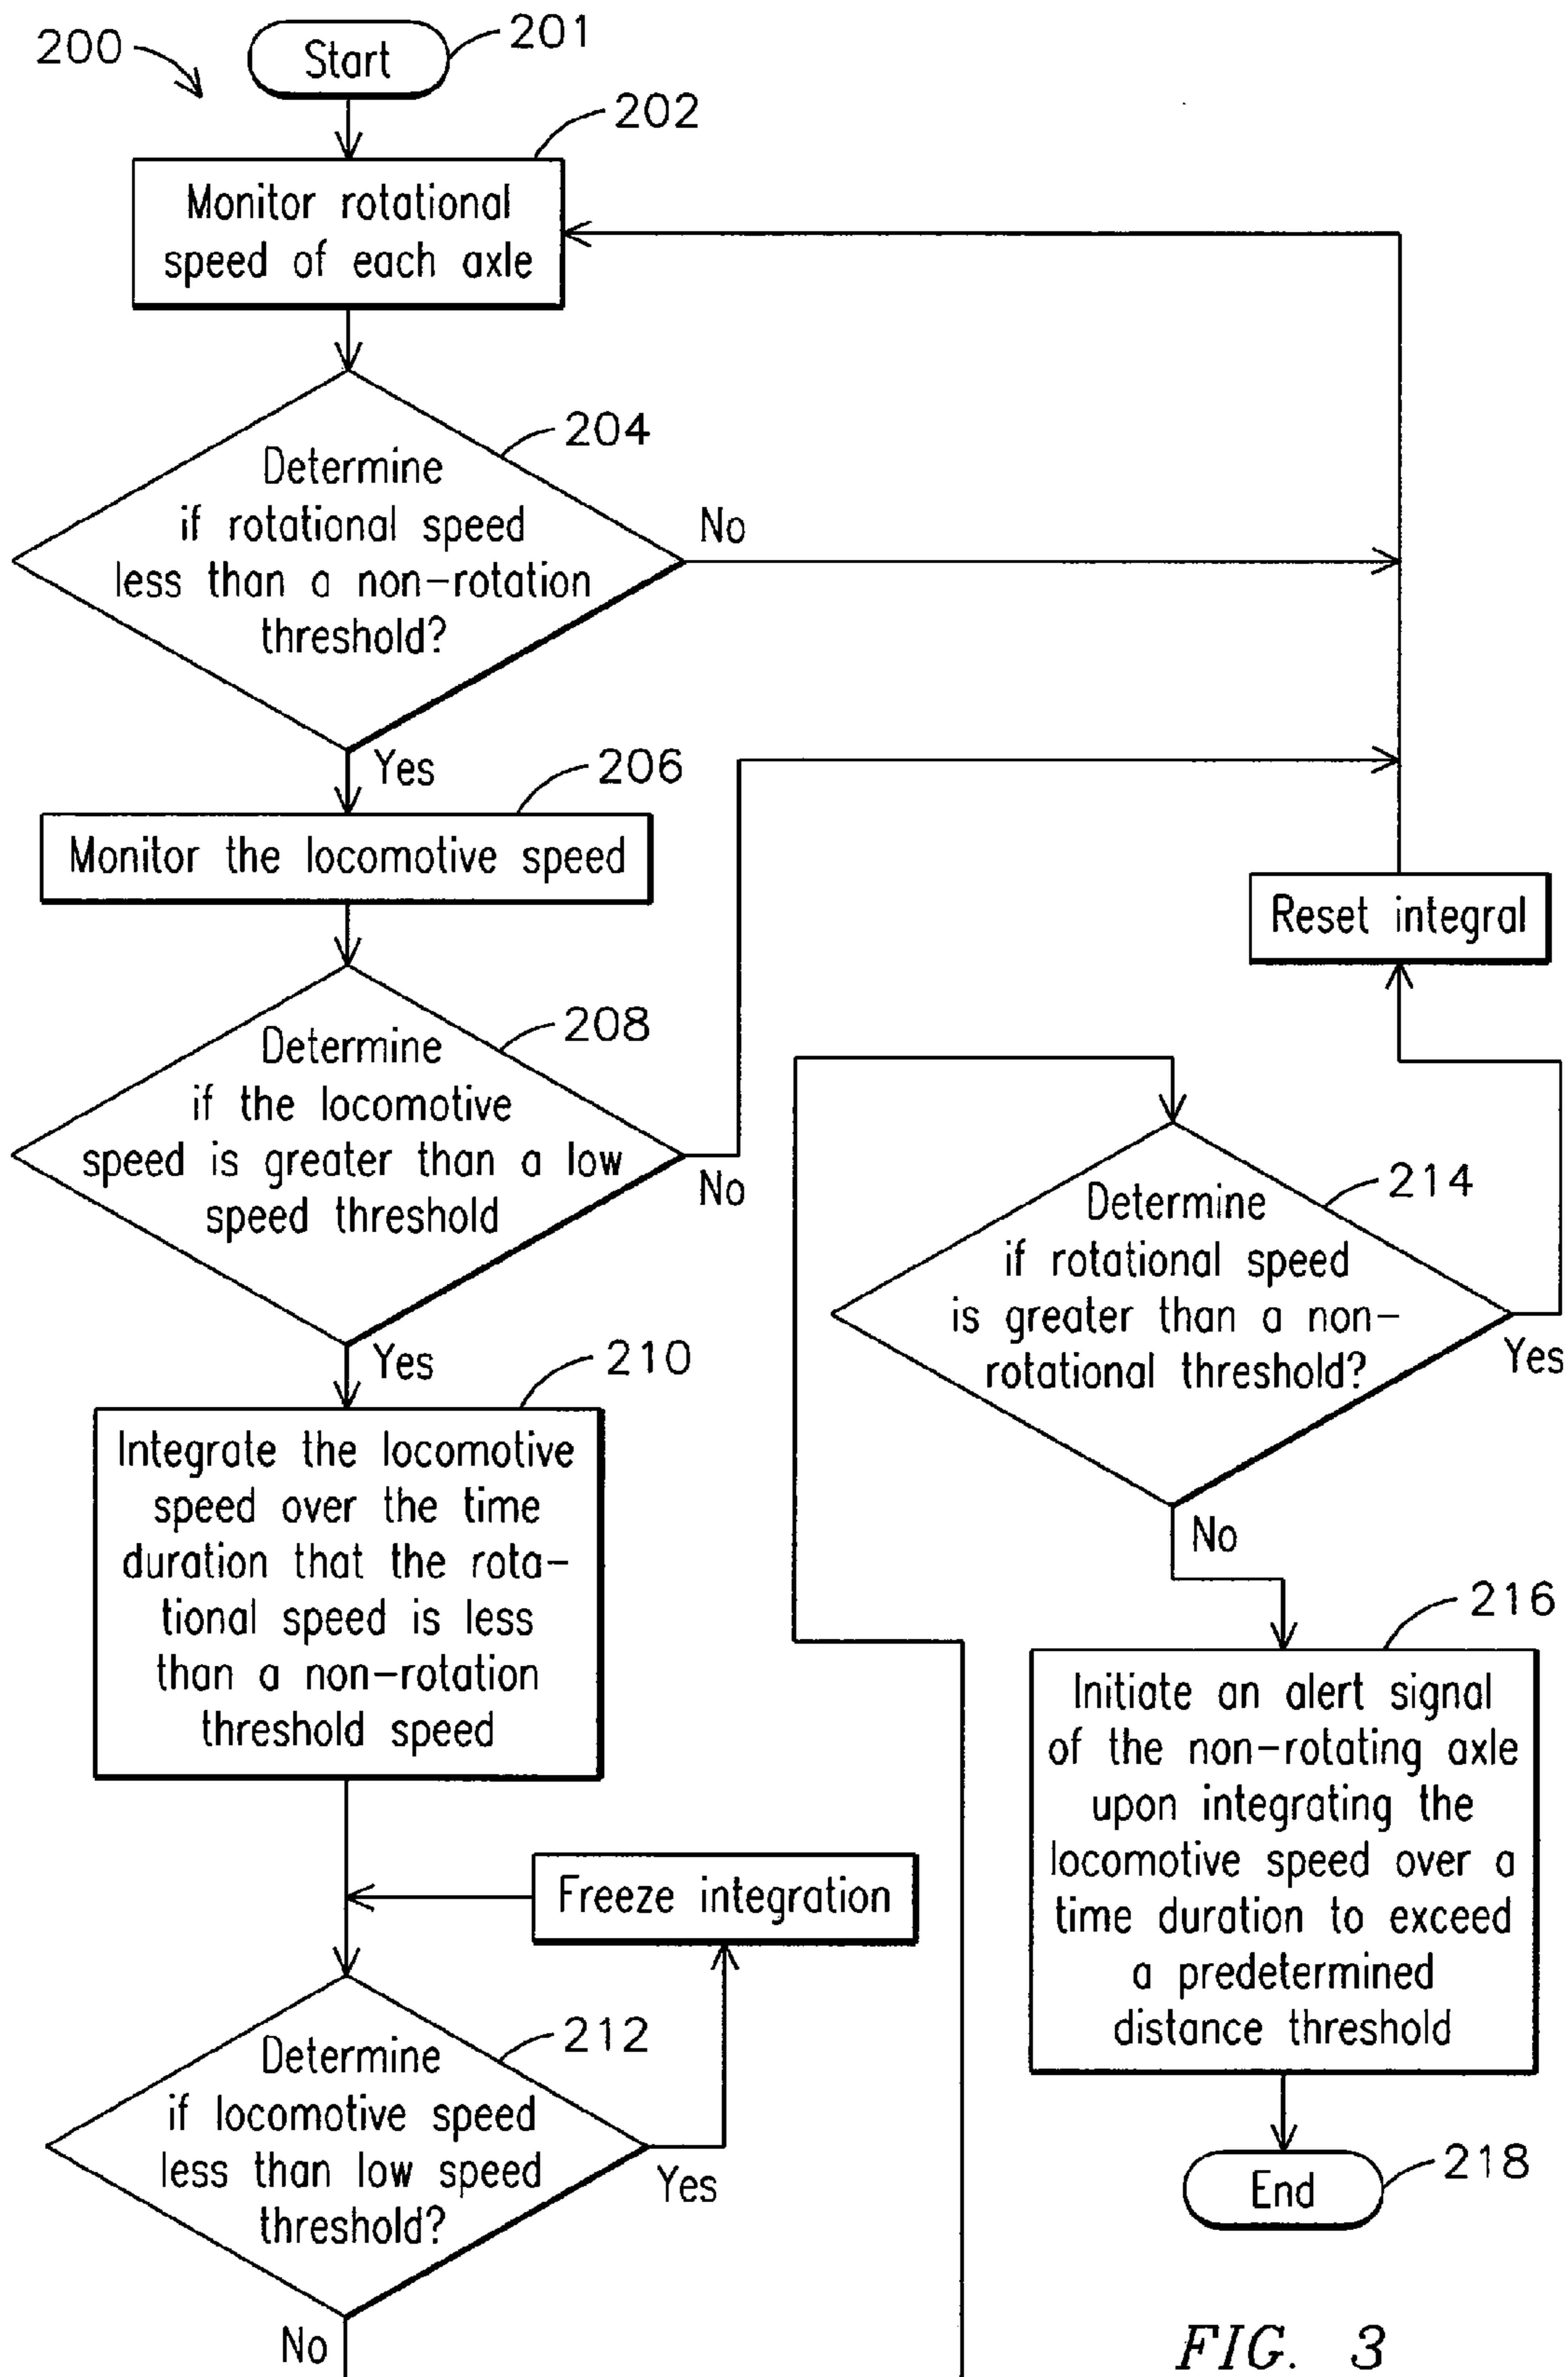 200
Start
201
202
Monitor rotational
speed of each axle
204
Determine
if rotational speed
less than a non-rotation
threshold?
No
Yes
206
Monitor the locomotive speed
Reset integral
208
Determine
if the locomotive
speed is greater than a low
speed threshold
No
Yes
210
Integrate the locomotive
speed over the time
duration that the rota-
tional speed is less
than a non-rotation
threshold speed
Freeze integration
212
Determine
if locomotive speed
less than low speed
threshold?
Yes
No
214
Determine
if rotational speed
is greater than a non-
rotational threshold?
Yes
No
216
Initiate an alert signal
of the non-rotating axle
upon integrating the
locomotive speed over a
time duration to exceed
a predetermined
distance threshold
End
218
FIG. 3